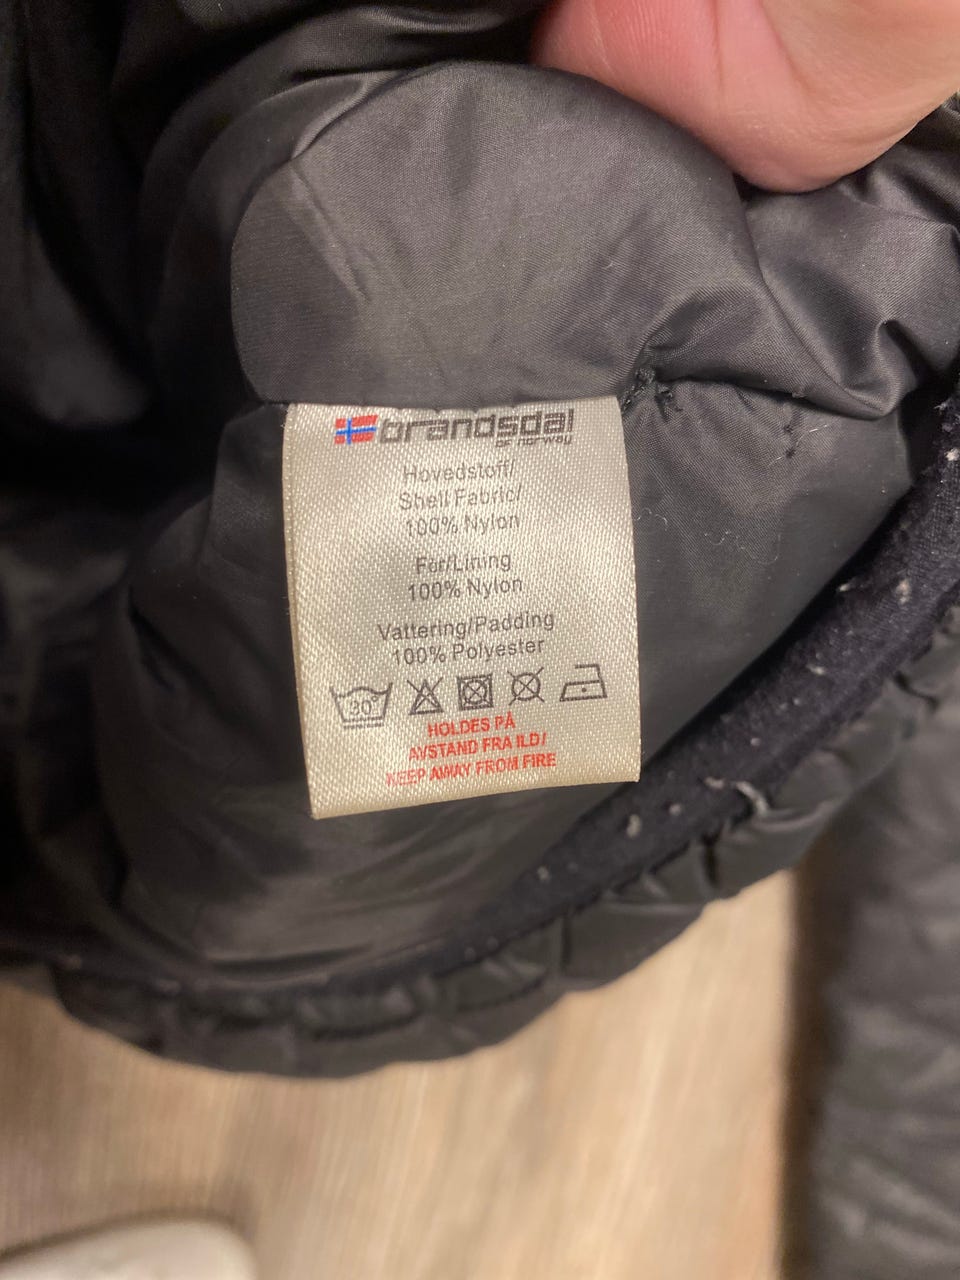 brandsdal
of norway
Hovedstoff/
Shell Fabric/
100% Nylon
Fôr/Lining
100% Nylon
Vattering/Padding
100% Polyester
30°
HOLDES PÅ
AVSTAND FRA ILD/
KEEP AWAY FROM FIRE